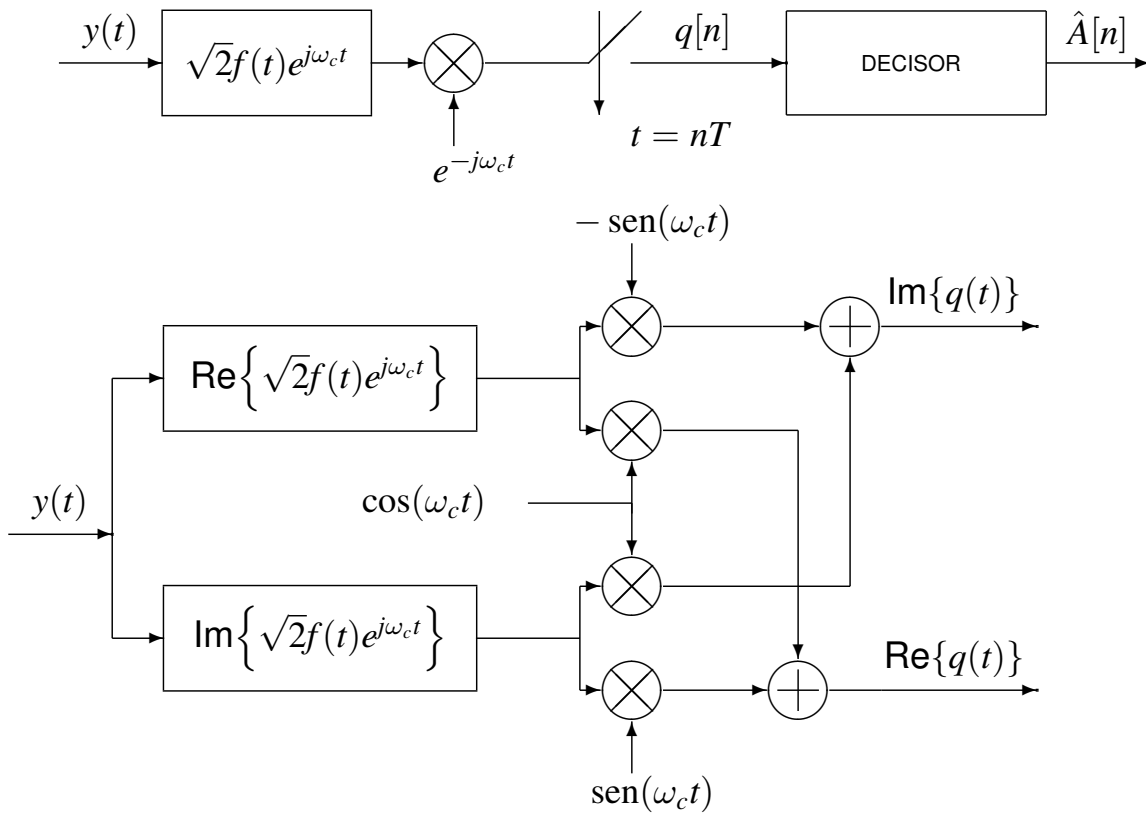 y(t)
√2f(t)e^{jω_c t}
q[n]
DECISOR
Â[n]
t = nT
e^{−jω_c t}
− sen(ω_c t)
Im{q(t)}
Re{√2f(t)e^{jω_c t}}
y(t)
cos(ω_c t)
Im{√2f(t)e^{jω_c t}}
Re{q(t)}
sen(ω_c t)